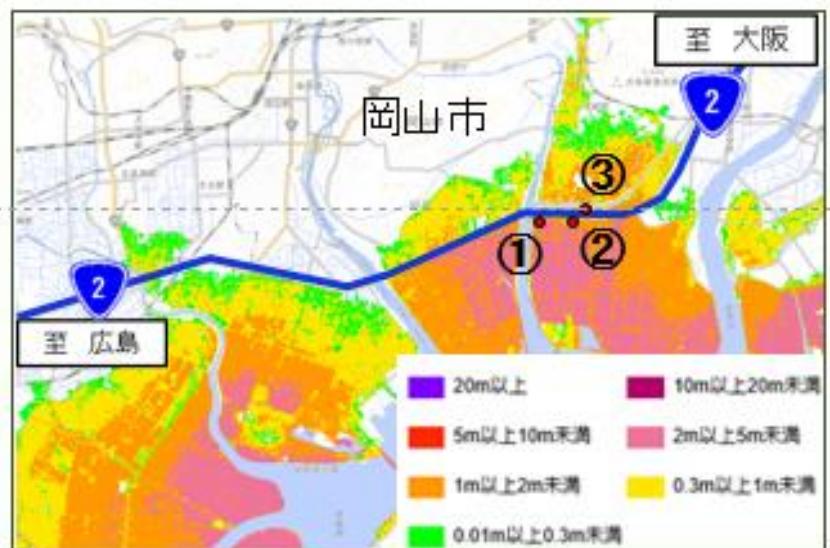 至 大阪
2
岡山市
③
① ②
2
至 広島
20m以上 10m以上20m未満
5m以上10m未満 2m以上5m未満
1m以上2m未満 0.3m以上1m未満
0.01m以上0.3m未満